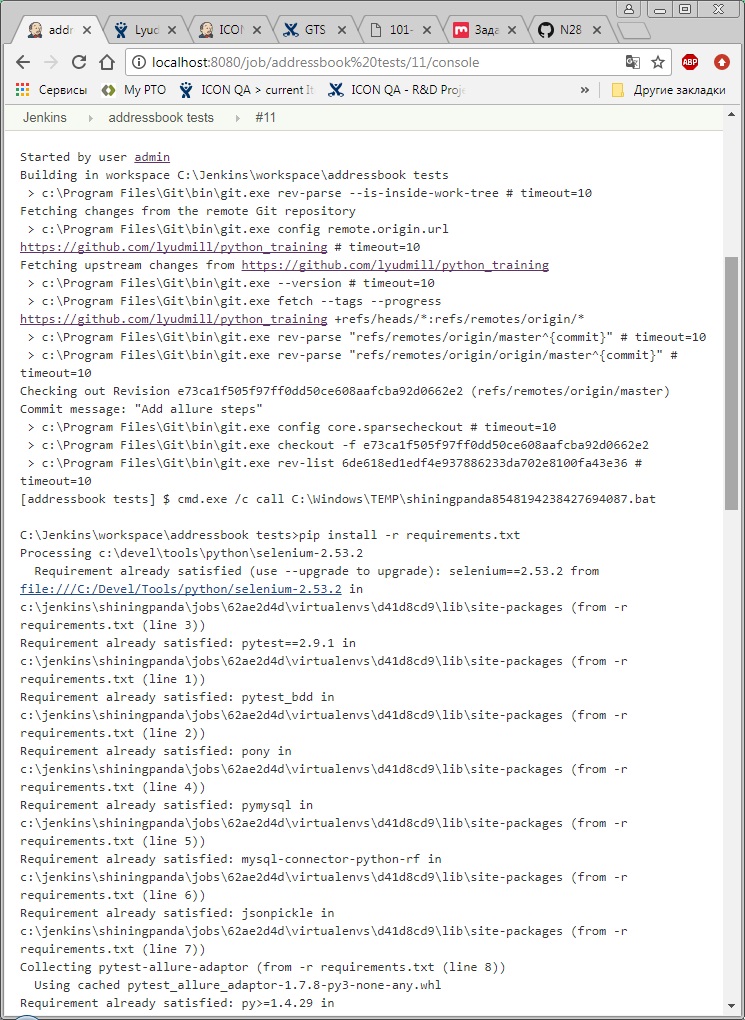 addr
Lyud
ICON
GTS
101-
Зада
N28
localhost:8080/job/addressbook%20tests/11/console
ABP
Сервисы
My PTO
ICON QA > current It
ICON QA - R&D Proje
»
Другие закладки
Jenkins
addressbook tests
#11
Started by user admin
Building in workspace C:\Jenkins\workspace\addressbook tests
> c:\Program Files\Git\bin\git.exe rev-parse --is-inside-work-tree # timeout=10
Fetching changes from the remote Git repository
> c:\Program Files\Git\bin\git.exe config remote.origin.url
https://github.com/lyudmill/python_training # timeout=10
Fetching upstream changes from https://github.com/lyudmill/python_training
> c:\Program Files\Git\bin\git.exe --version # timeout=10
> c:\Program Files\Git\bin\git.exe fetch --tags --progress
https://github.com/lyudmill/python_training +refs/heads/*:refs/remotes/origin/*
> c:\Program Files\Git\bin\git.exe rev-parse "refs/remotes/origin/master^{commit}" # timeout=10
> c:\Program Files\Git\bin\git.exe rev-parse "refs/remotes/origin/origin/master^{commit}" #
timeout=10
Checking out Revision e73ca1f505f97ff0dd50ce608aafcba92d0662e2 (refs/remotes/origin/master)
Commit message: "Add allure steps"
> c:\Program Files\Git\bin\git.exe config core.sparsecheckout # timeout=10
> c:\Program Files\Git\bin\git.exe checkout -f e73ca1f505f97ff0dd50ce608aafcba92d0662e2
> c:\Program Files\Git\bin\git.exe rev-list 6de618ed1edf4e937886233da702e8100fa43e36 #
timeout=10
[addressbook tests] $ cmd.exe /c call C:\Windows\TEMP\shiningpanda8548194238427694087.bat
C:\Jenkins\workspace\addressbook tests>pip install -r requirements.txt
Processing c:\devel\tools\python\selenium-2.53.2
Requirement already satisfied (use --upgrade to upgrade): selenium==2.53.2 from
file:///C:/Devel/Tools/python/selenium-2.53.2 in
c:\jenkins\shiningpanda\jobs\62ae2d4d\virtualenvs\d41d8cd9\lib\site-packages (from -r
requirements.txt (line 3))
Requirement already satisfied: pytest==2.9.1 in
c:\jenkins\shiningpanda\jobs\62ae2d4d\virtualenvs\d41d8cd9\lib\site-packages (from -r
requirements.txt (line 1))
Requirement already satisfied: pytest_bdd in
c:\jenkins\shiningpanda\jobs\62ae2d4d\virtualenvs\d41d8cd9\lib\site-packages (from -r
requirements.txt (line 2))
Requirement already satisfied: pony in
c:\jenkins\shiningpanda\jobs\62ae2d4d\virtualenvs\d41d8cd9\lib\site-packages (from -r
requirements.txt (line 4))
Requirement already satisfied: pymysql in
c:\jenkins\shiningpanda\jobs\62ae2d4d\virtualenvs\d41d8cd9\lib\site-packages (from -r
requirements.txt (line 5))
Requirement already satisfied: mysql-connector-python-rf in
c:\jenkins\shiningpanda\jobs\62ae2d4d\virtualenvs\d41d8cd9\lib\site-packages (from -r
requirements.txt (line 6))
Requirement already satisfied: jsonpickle in
c:\jenkins\shiningpanda\jobs\62ae2d4d\virtualenvs\d41d8cd9\lib\site-packages (from -r
requirements.txt (line 7))
Collecting pytest-allure-adaptor (from -r requirements.txt (line 8))
Using cached pytest_allure_adaptor-1.7.8-py3-none-any.whl
Requirement already satisfied: py>=1.4.29 in